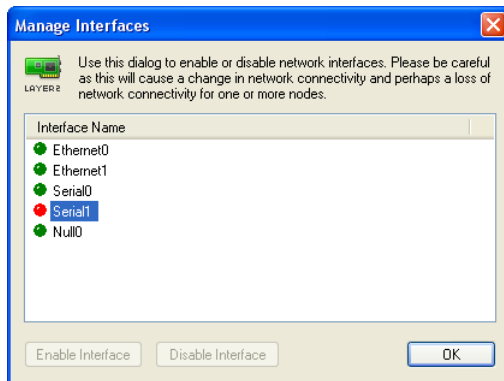 Manage Interfaces
Use this dialog to enable or disable network interfaces. Please be careful
as this will cause a change in network connectivity and perhaps a loss of
network connectivity for one or more nodes.
LAYER2
Interface Name
Ethernet0
Ethernet1
Serial0
Serial1
Null0
Enable Interface
Disable Interface
OK